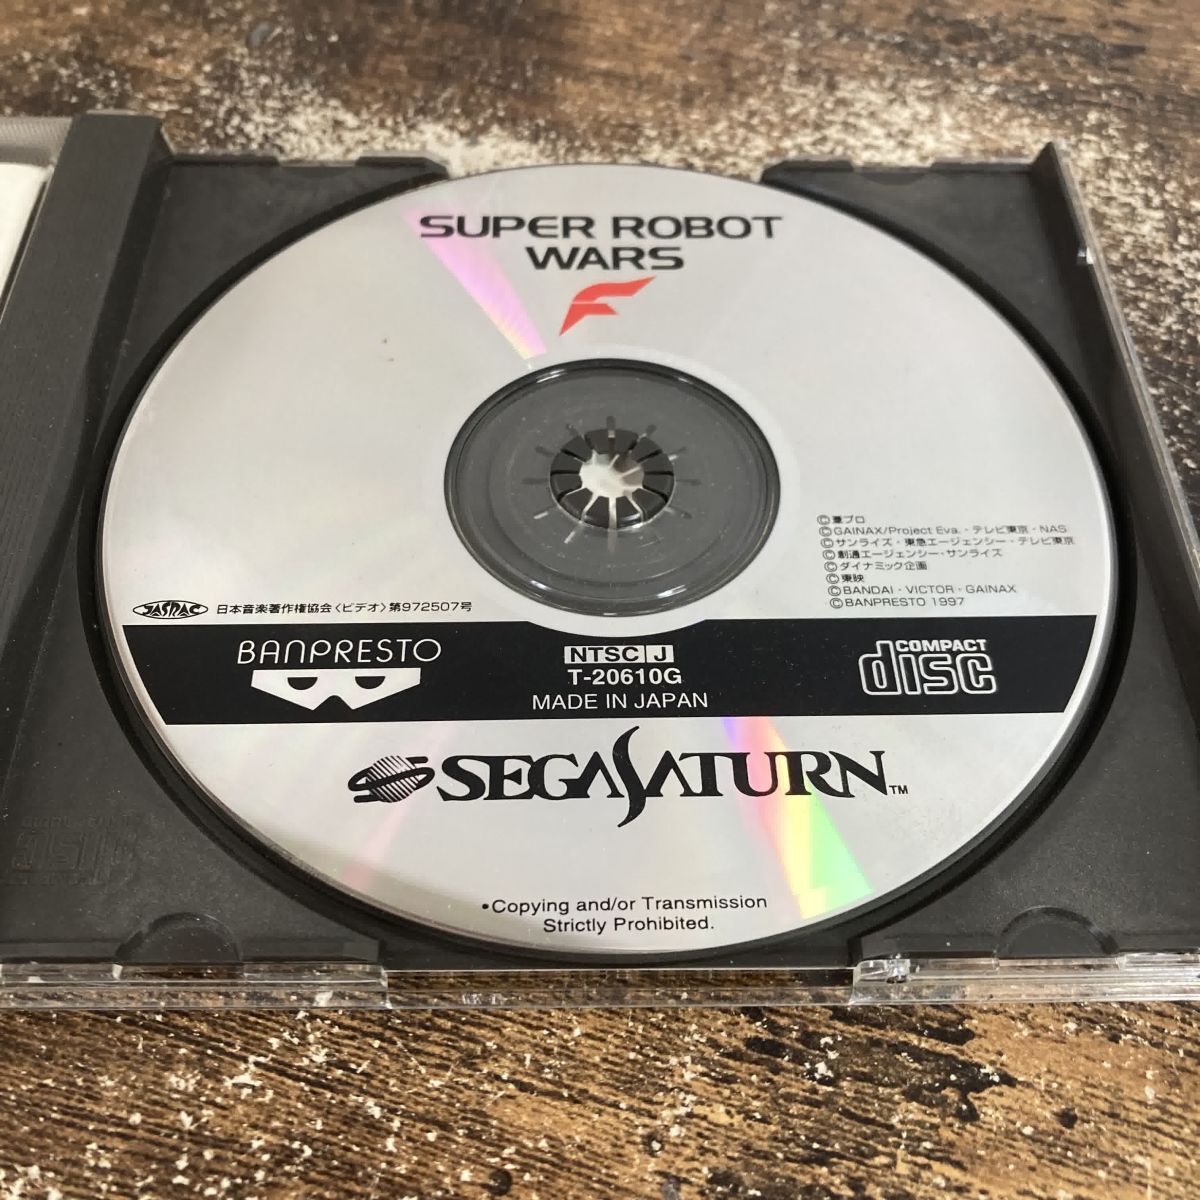 SUPER ROBOT
WARS
F
©葦プロ
©GAINAX/Project Eva.・テレビ東京・NAS
©サンライズ・東急エージェンシー・テレビ東京
©創通エージェンシー・サンライズ
©ダイナミック企画
©東映
©BANDAI・VICTOR・GAINAX
©BANPRESTO 1997
JASRAC 日本音楽著作権協会〈ビデオ〉第972507号
BANPRESTO
NTSC J
T-20610G
MADE IN JAPAN
COMPACT
disc
SEGA SATURN™
•Copying and/or Transmission
Strictly Prohibited.